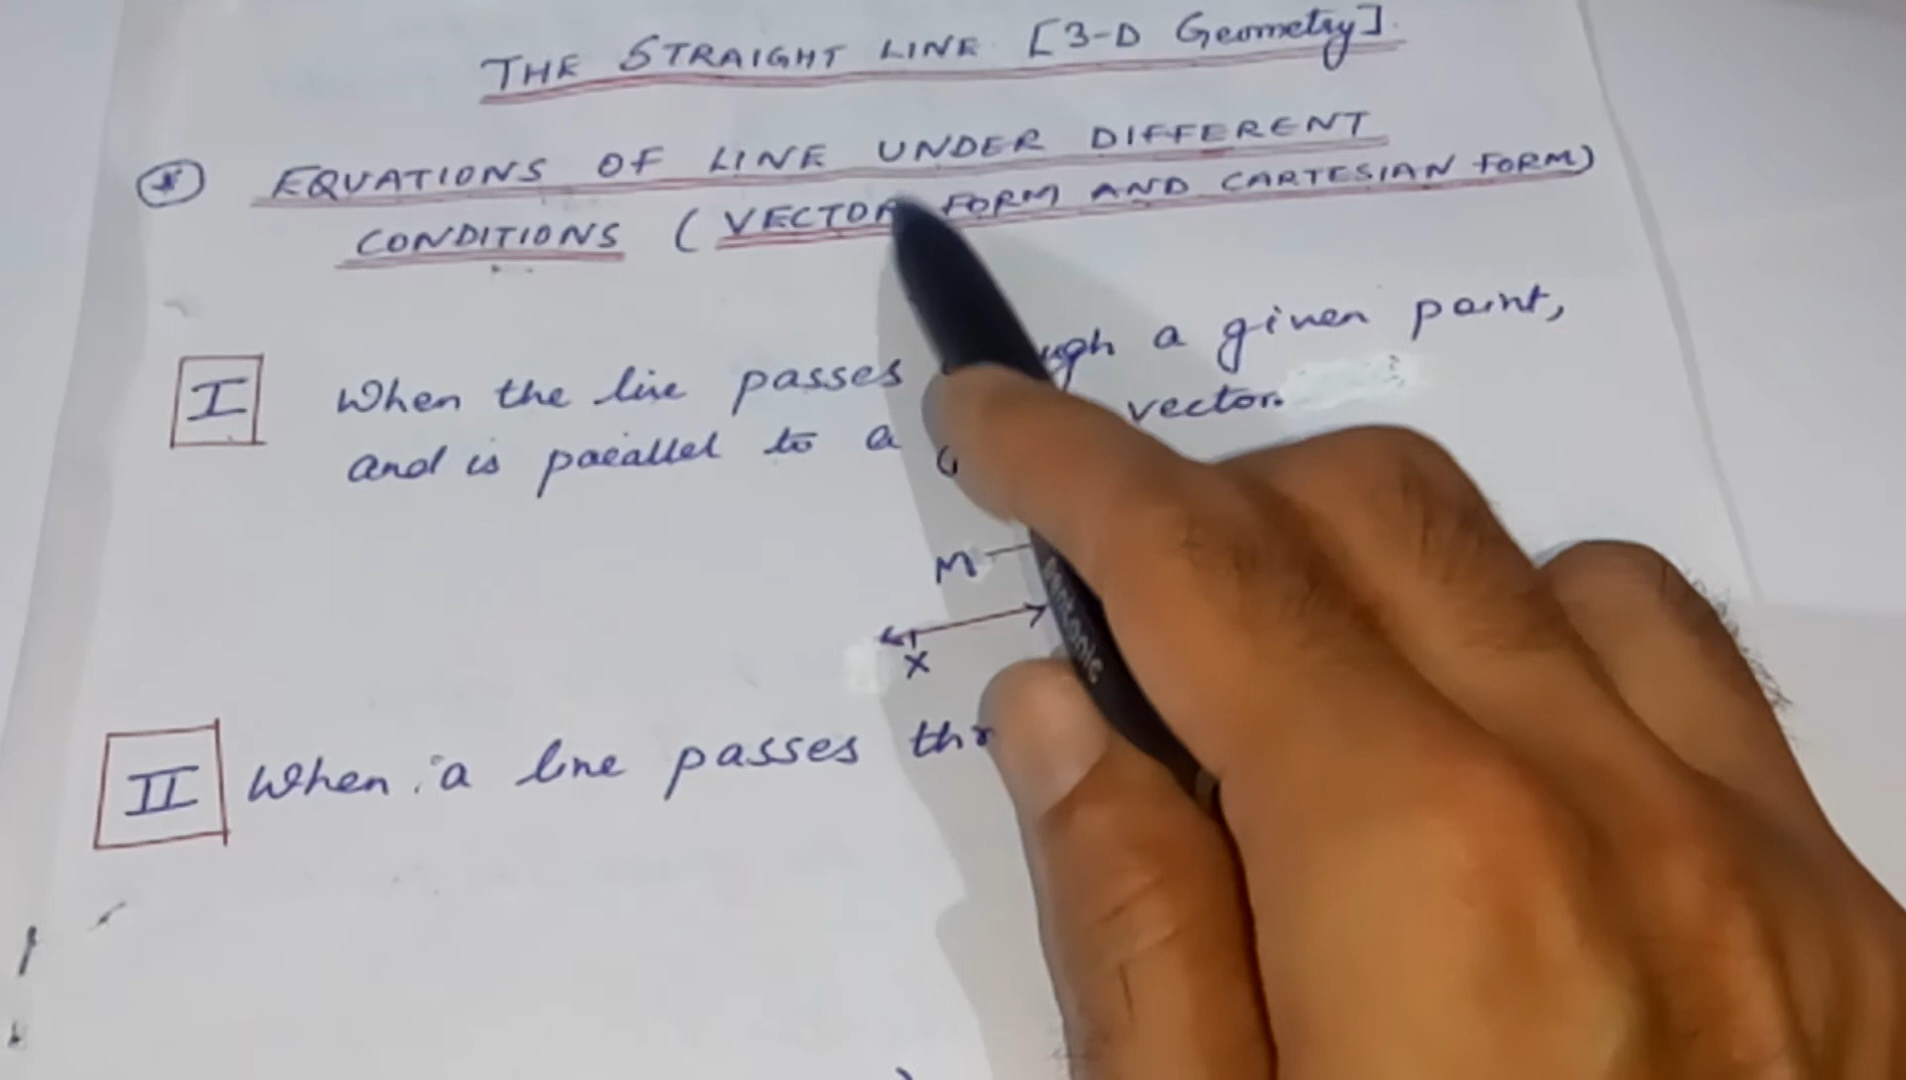 THE STRAIGHT LINE [3-D Geometry].
EQUATIONS OF LINE UNDER DIFFERENT
CONDITIONS (VECTOR FORM AND CARTESIAN FORM)
I When the line passes a given point,
and is parallel to a vector.
M
X
II When a line passes